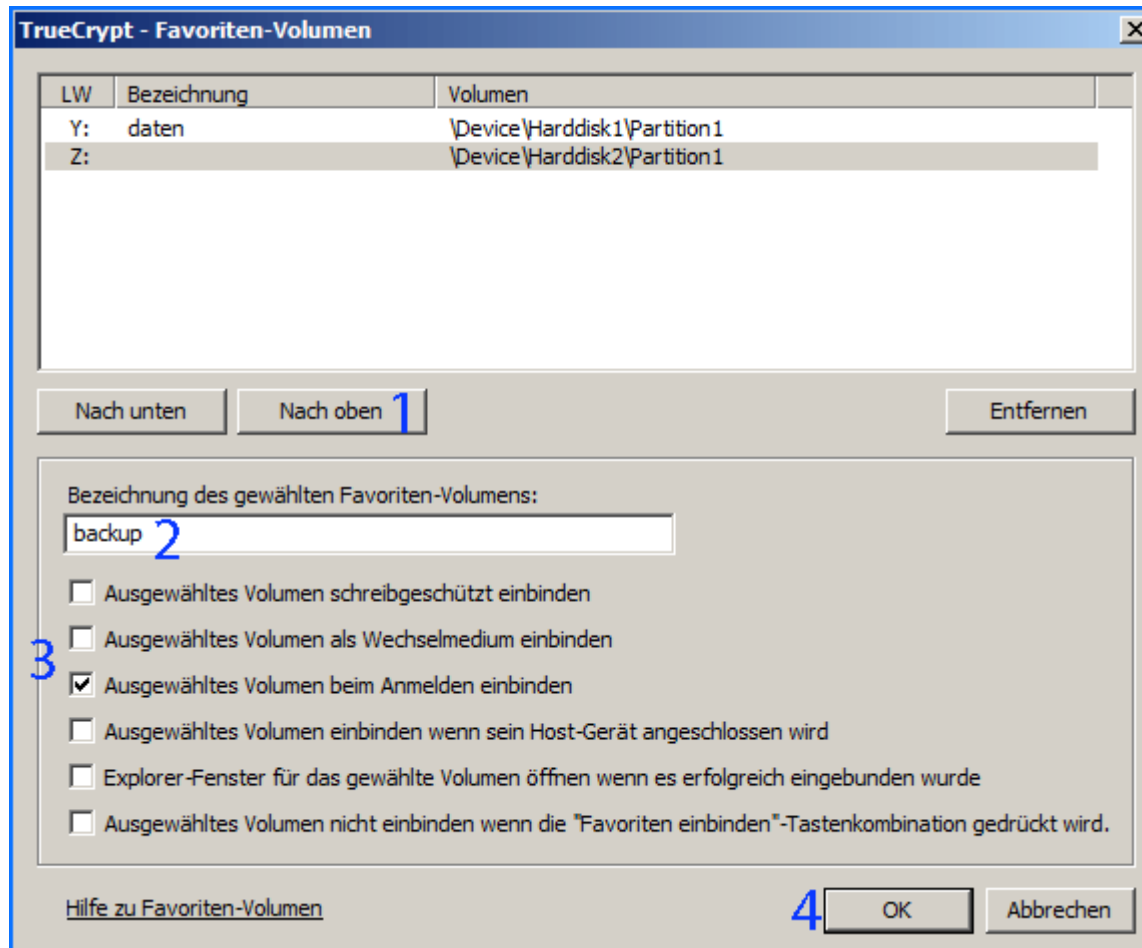 TrueCrypt - Favoriten-Volumen
LW Bezeichnung Volumen
Y: daten \Device\Harddisk1\Partition1
Z: \Device\Harddisk2\Partition1
Nach unten Nach oben 1 Entfernen
Bezeichnung des gewählten Favoriten-Volumens:
backup 2
Ausgewähltes Volumen schreibgeschützt einbinden
Ausgewähltes Volumen als Wechselmedium einbinden
3
Ausgewähltes Volumen beim Anmelden einbinden
Ausgewähltes Volumen einbinden wenn sein Host-Gerät angeschlossen wird
Explorer-Fenster für das gewählte Volumen öffnen wenn es erfolgreich eingebunden wurde
Ausgewähltes Volumen nicht einbinden wenn die "Favoriten einbinden"-Tastenkombination gedrückt wird.
Hilfe zu Favoriten-Volumen 4 OK Abbrechen